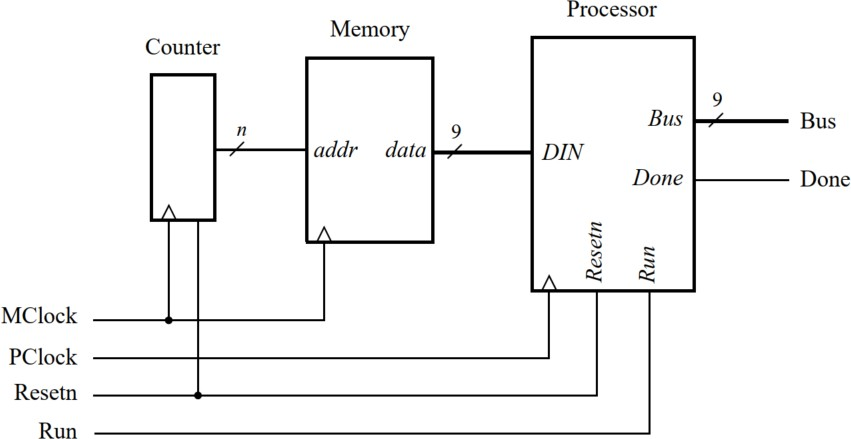 Processor
Memory
Counter
n
addr
data
9
DIN
Bus
9
Bus
Done
Done
Resetn
Run
MClock
PClock
Resetn
Run